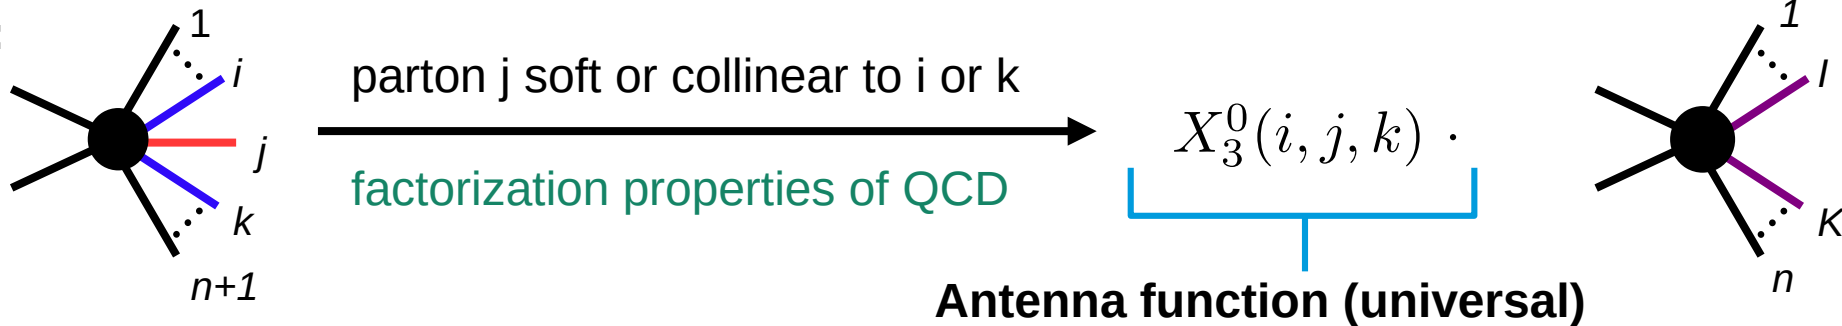 1
i
j
k
n+1
parton j soft or collinear to i or k
factorization properties of QCD
X_3^0(i, j, k) ·
Antenna function (universal)
1
I
K
n